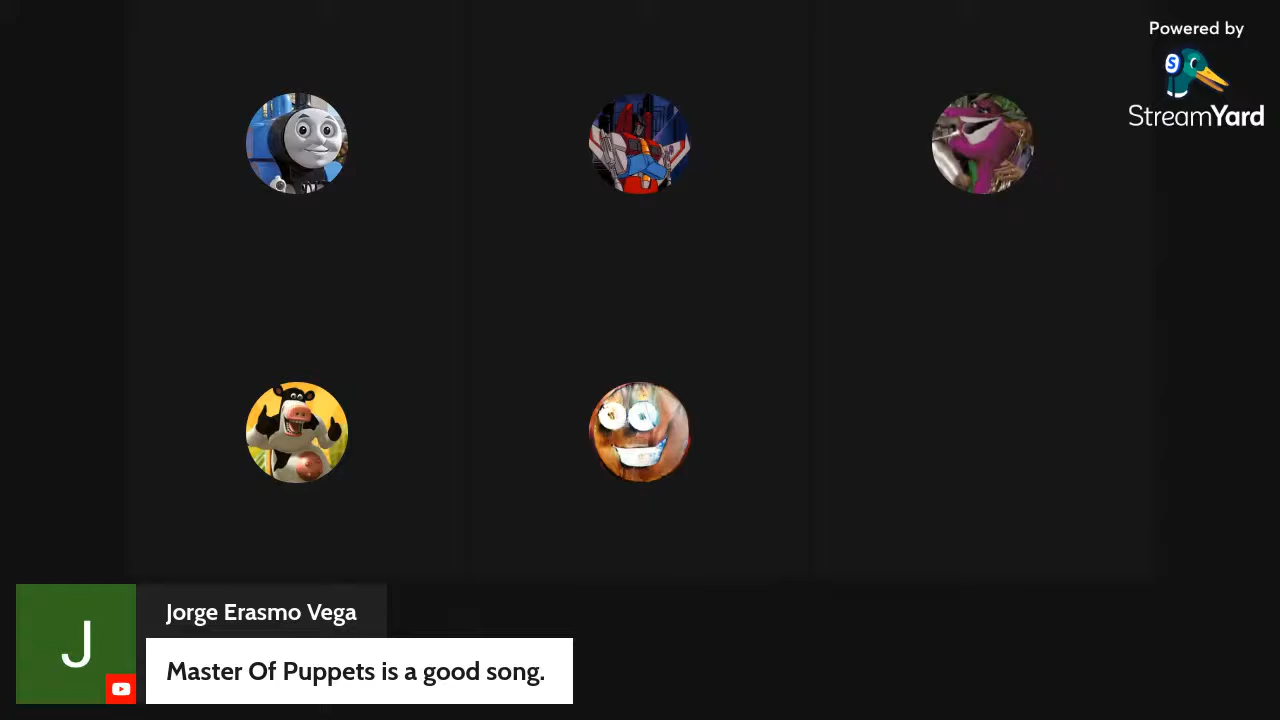 Powered by
S
StreamYard
J
Jorge Erasmo Vega
Master Of Puppets is a good song.